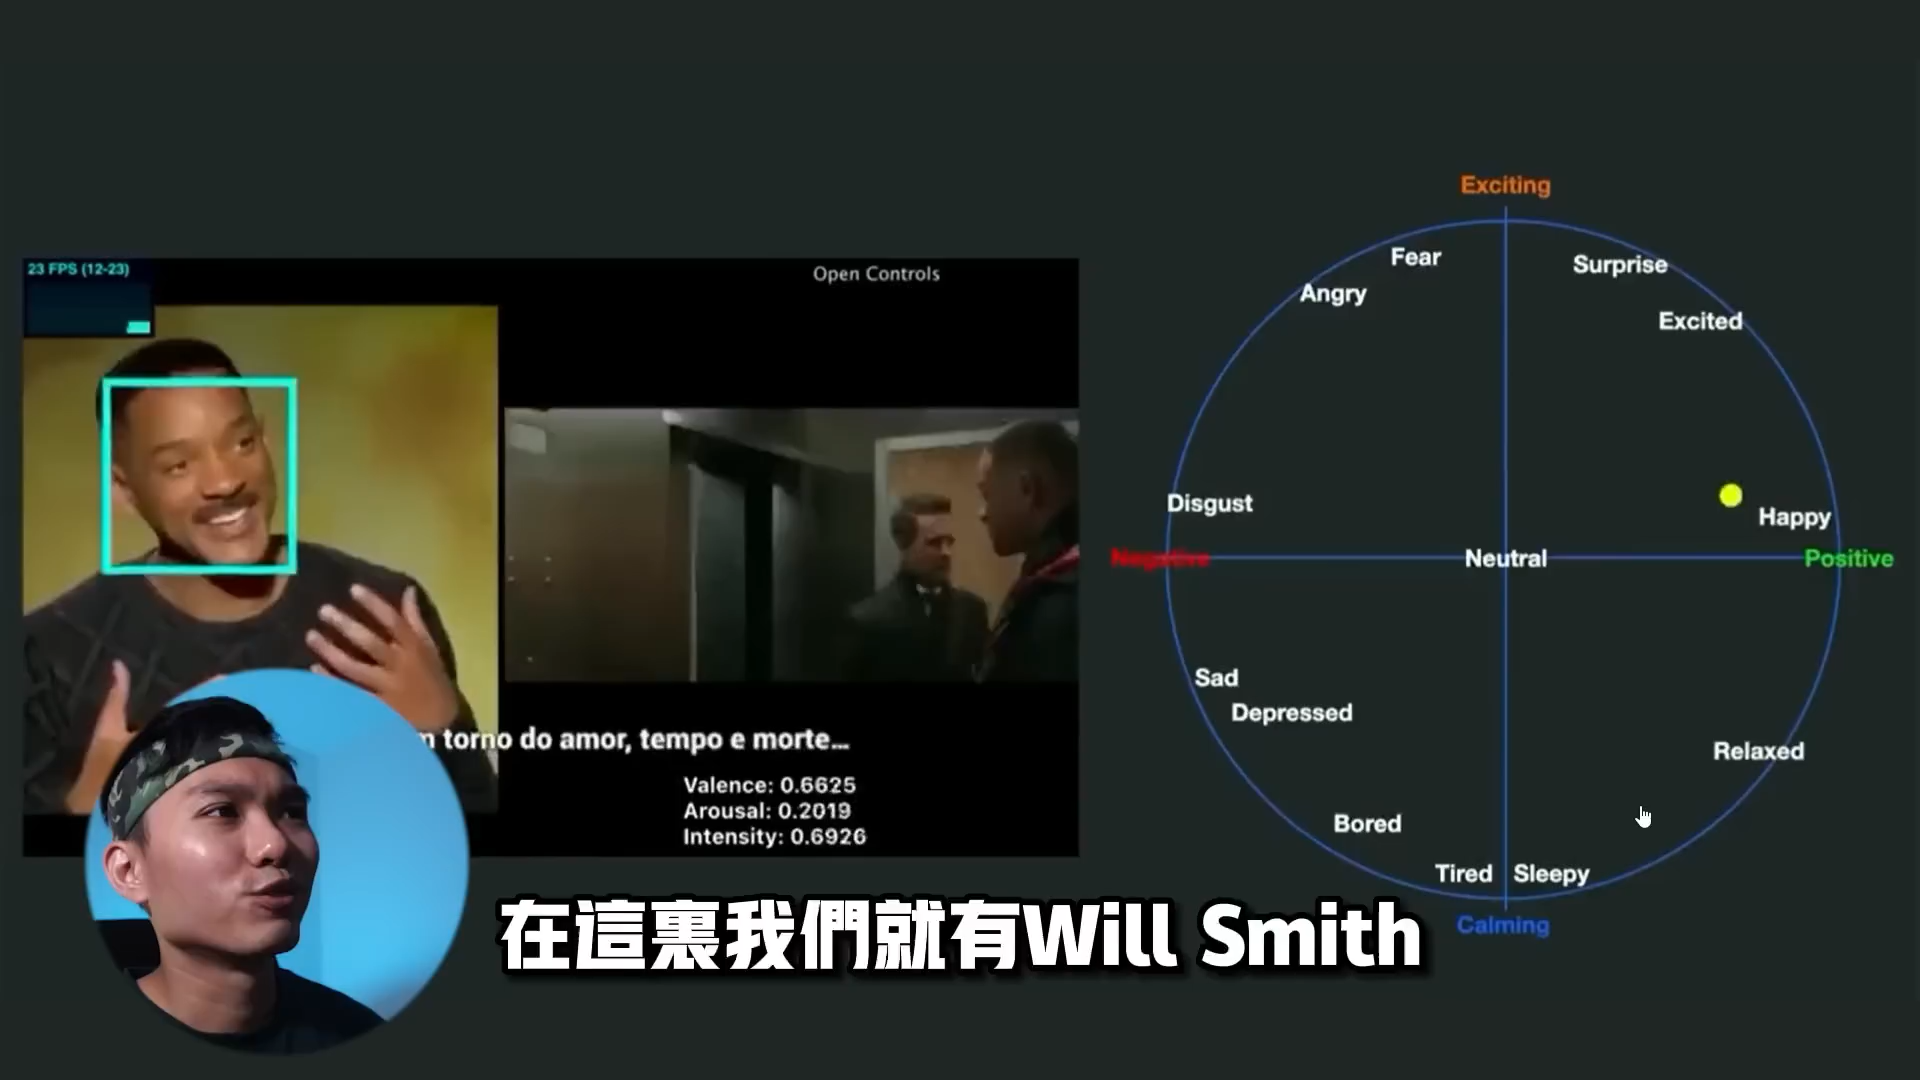 23 FPS (12-23)
Open Controls
torno do amor, tempo e morte...
Valence: 0.6625
Arousal: 0.2019
Intensity: 0.6926
Exciting
Fear
Surprise
Angry
Excited
Disgust
Happy
Negative
Neutral
Positive
Sad
Depressed
Relaxed
Bored
Tired
Sleepy
Calming
在這裏我們就有Will Smith